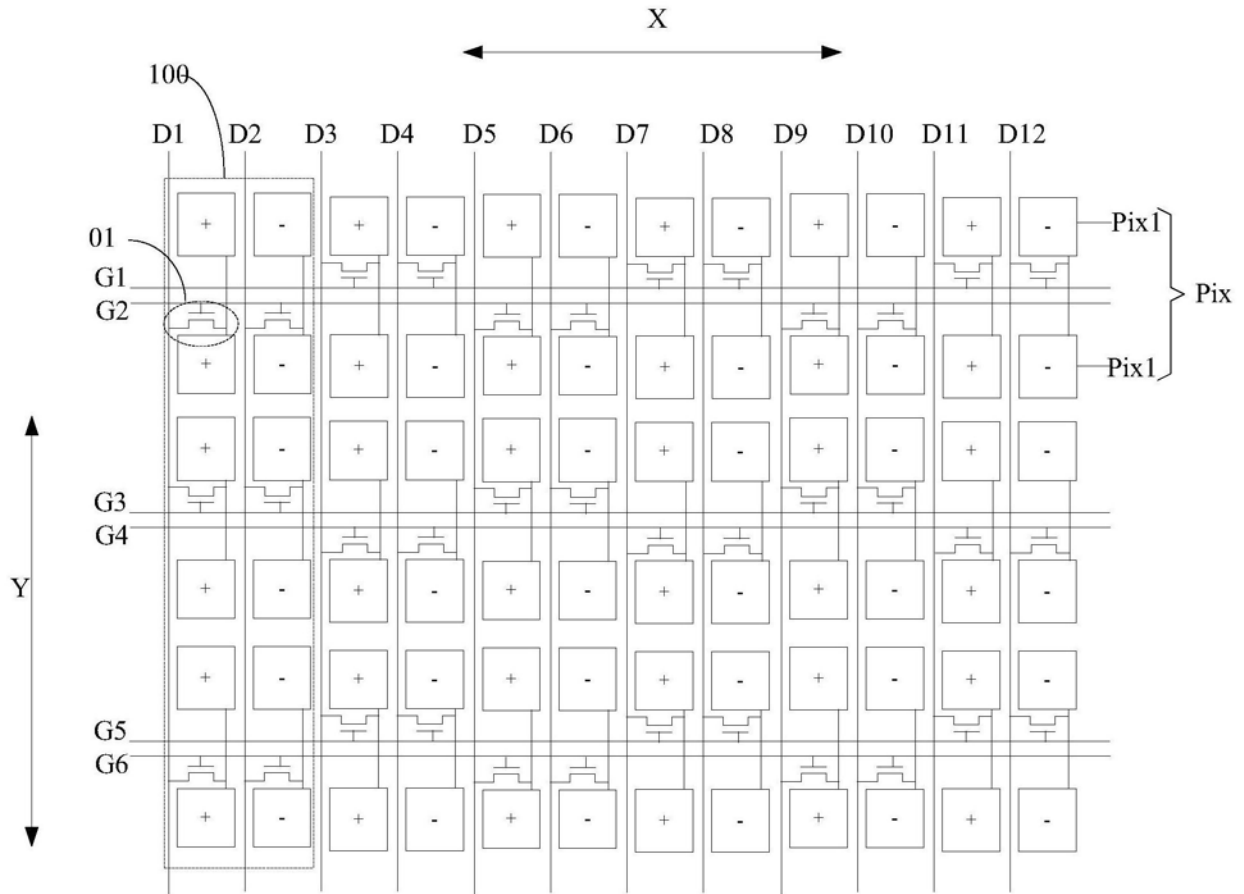 X
100
D1 D2 D3 D4 D5 D6 D7 D8 D9 D10 D11 D12
+ - + - + - + - + - + - Pix1
01
G1
G2
Pix
+ - + - + - + - + - + - Pix1
+ - + - + - + - + - + -
G3
G4
Y
+ - + - + - + - + - + -
+ - + - + - + - + - + -
G5
G6
+ - + - + - + - + - + -